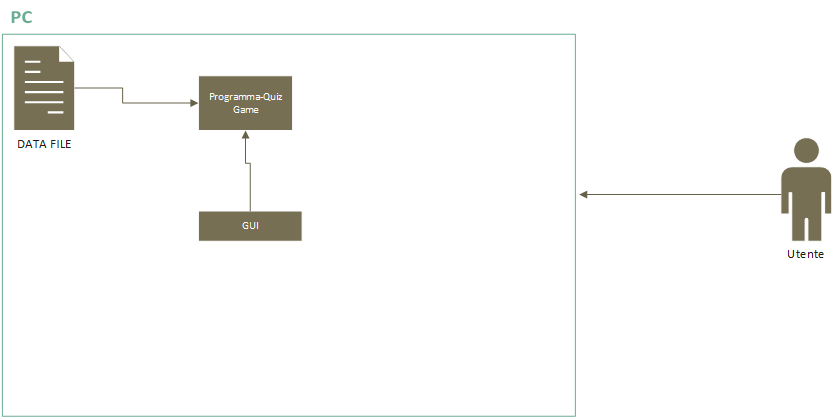 PC
DATA FILE
Programma-Quiz
Game
GUI
Utente